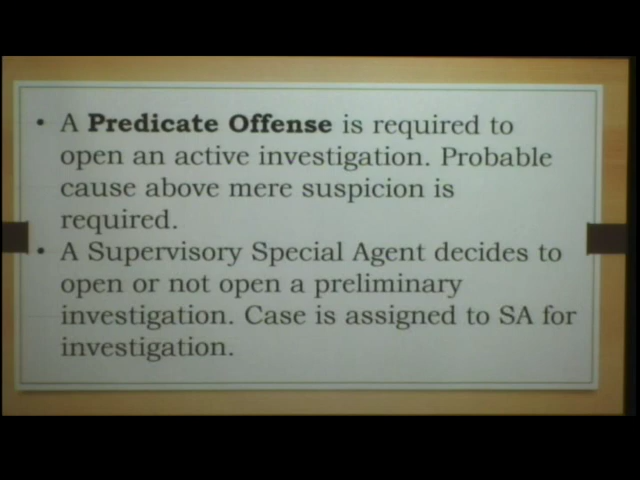 • A Predicate Offense is required to
open an active investigation. Probable
cause above mere suspicion is
required.
• A Supervisory Special Agent decides to
open or not open a preliminary
investigation. Case is assigned to SA for
investigation.